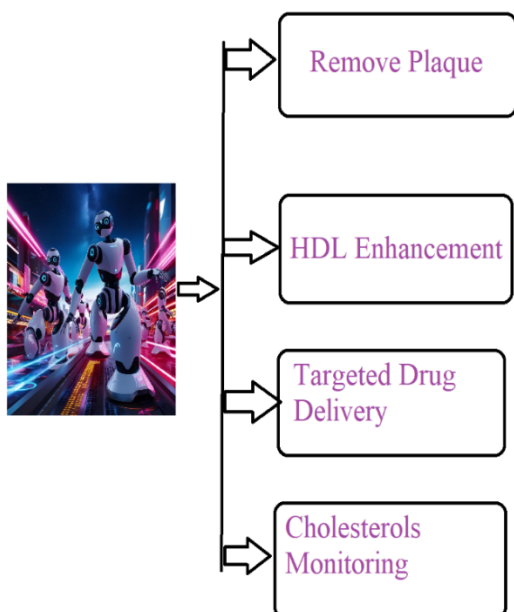 Remove Plaque
HDL Enhancement
Targeted Drug
Delivery
Cholesterols
Monitoring